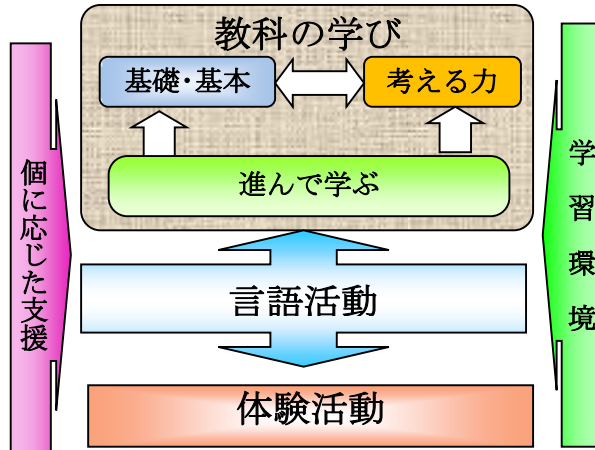 教科の学び
基礎・基本
考える力
進んで学ぶ
個に応じた支援
学習環境
言語活動
体験活動